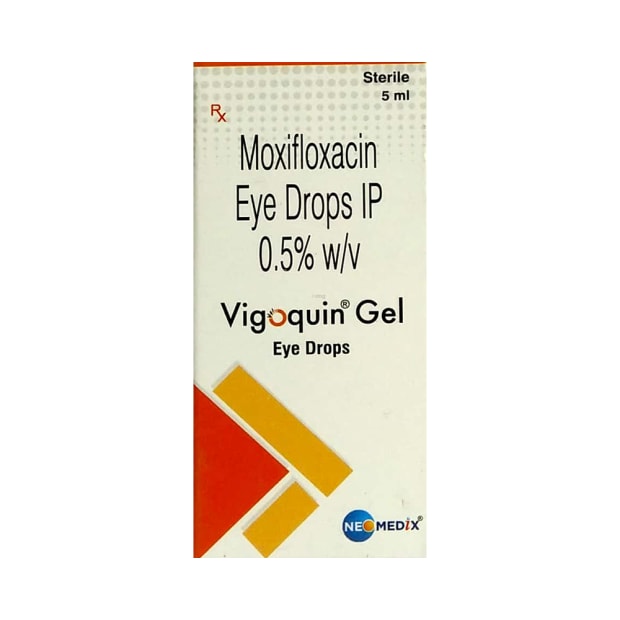 Sterile
5 ml
Rx
Moxifloxacin
Eye Drops IP
0.5% w/v
Vigoquin® Gel
Eye Drops
NEOMEDiX®